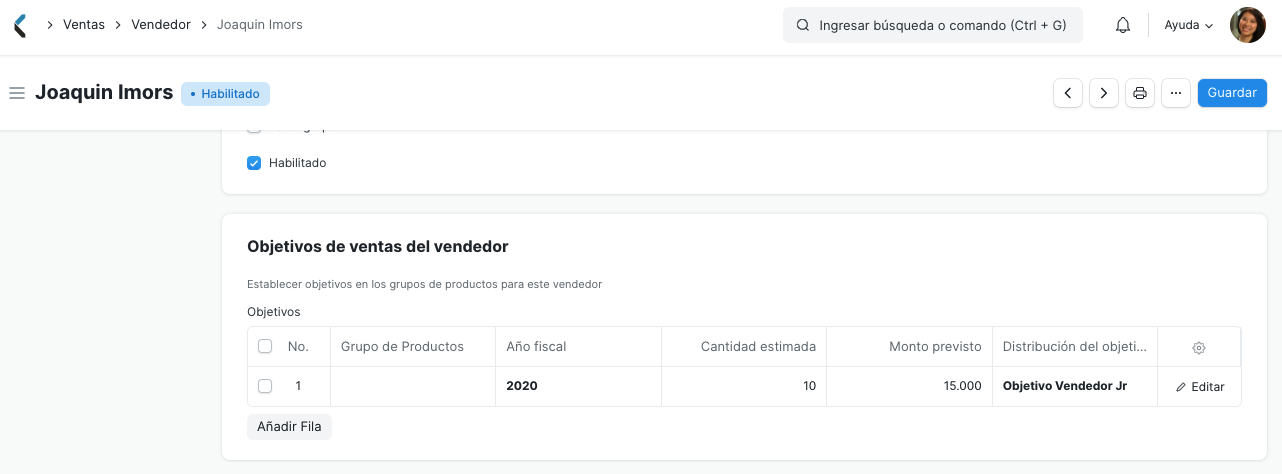 Ventas > Vendedor > Joaquin Imors
Ingresar búsqueda o comando (Ctrl + G)
Ayuda
Joaquin Imors
Habilitado
Guardar
Habilitado
Objetivos de ventas del vendedor
Establecer objetivos en los grupos de productos para este vendedor
Objetivos
No. Grupo de Productos Año fiscal Cantidad estimada Monto previsto Distribución del objeti...
1 2020 10 15.000 Objetivo Vendedor Jr Editar
Añadir Fila